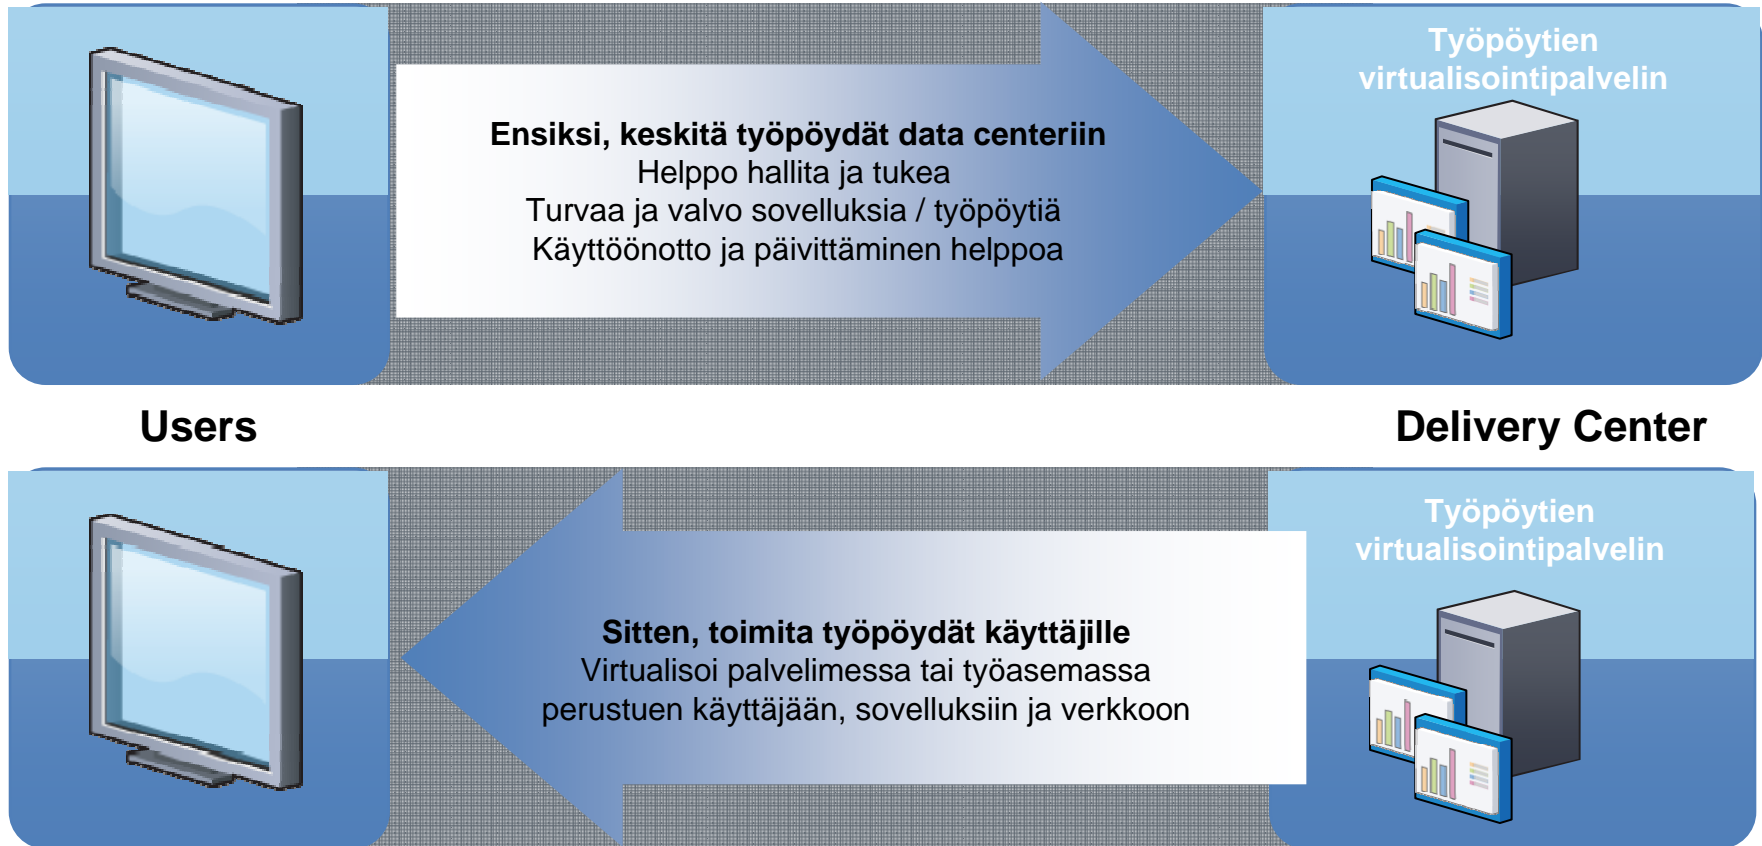 Työpöytien
virtualisointipalvelin
Ensiksi, keskitä työpöydät data centeriin
Helppo hallita ja tukea
Turvaa ja valvo sovelluksia / työpöytiä
Käyttöönotto ja päivittäminen helppoa
Users
Delivery Center
Työpöytien
virtualisointipalvelin
Sitten, toimita työpöydät käyttäjille
Virtualisoi palvelimessa tai työasemassa
perustuen käyttäjään, sovelluksiin ja verkkoon